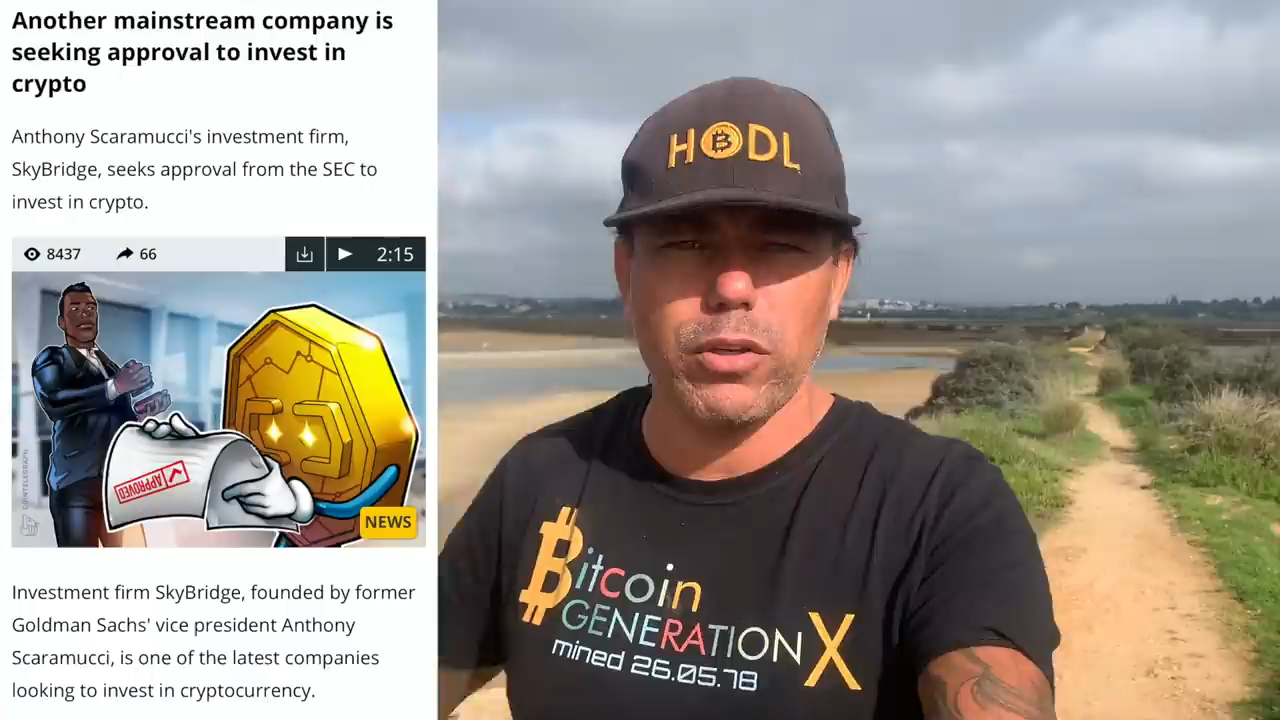 Another mainstream company is
seeking approval to invest in
crypto
Anthony Scaramucci's investment firm,
SkyBridge, seeks approval from the SEC to
invest in crypto.
8437
66
2:15
COINTELEGRAPH
APPROVED
NEWS
Investment firm SkyBridge, founded by former
Goldman Sachs' vice president Anthony
Scaramucci, is one of the latest companies
looking to invest in cryptocurrency.
HODL
Bitcoin
GENERATION X
mined 26.05.78